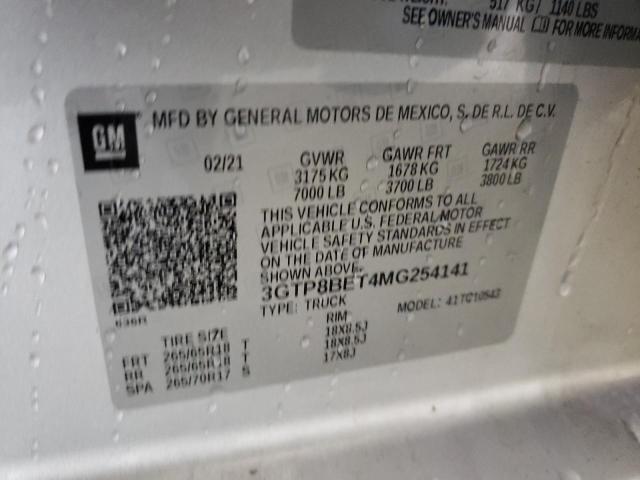 517 KG / 1140 LBS
SEE OWNER'S MANUAL FOR MORE INFORMA
GM
MFD BY GENERAL MOTORS DE MEXICO, S. DE R.L. DE C.V.
02/21 GVWR GAWR FRT GAWR RR
3175 KG 1678 KG 1724 KG
7000 LB 3700 LB 3800 LB
THIS VEHICLE CONFORMS TO ALL
APPLICABLE U.S. FEDERAL MOTOR
VEHICLE SAFETY STANDARDS IN EFFECT
ON THE DATE OF MANUFACTURE
SHOWN ABOVE.
3GTP8BET4MG254141
TYPE: TRUCK MODEL: 41TC10543
TIRE SIZE RIM
FRT 265/65R18 T 18X8.5J
RR 265/65R18 T 18X8.5J
SPA 265/70R17 S 17X8J